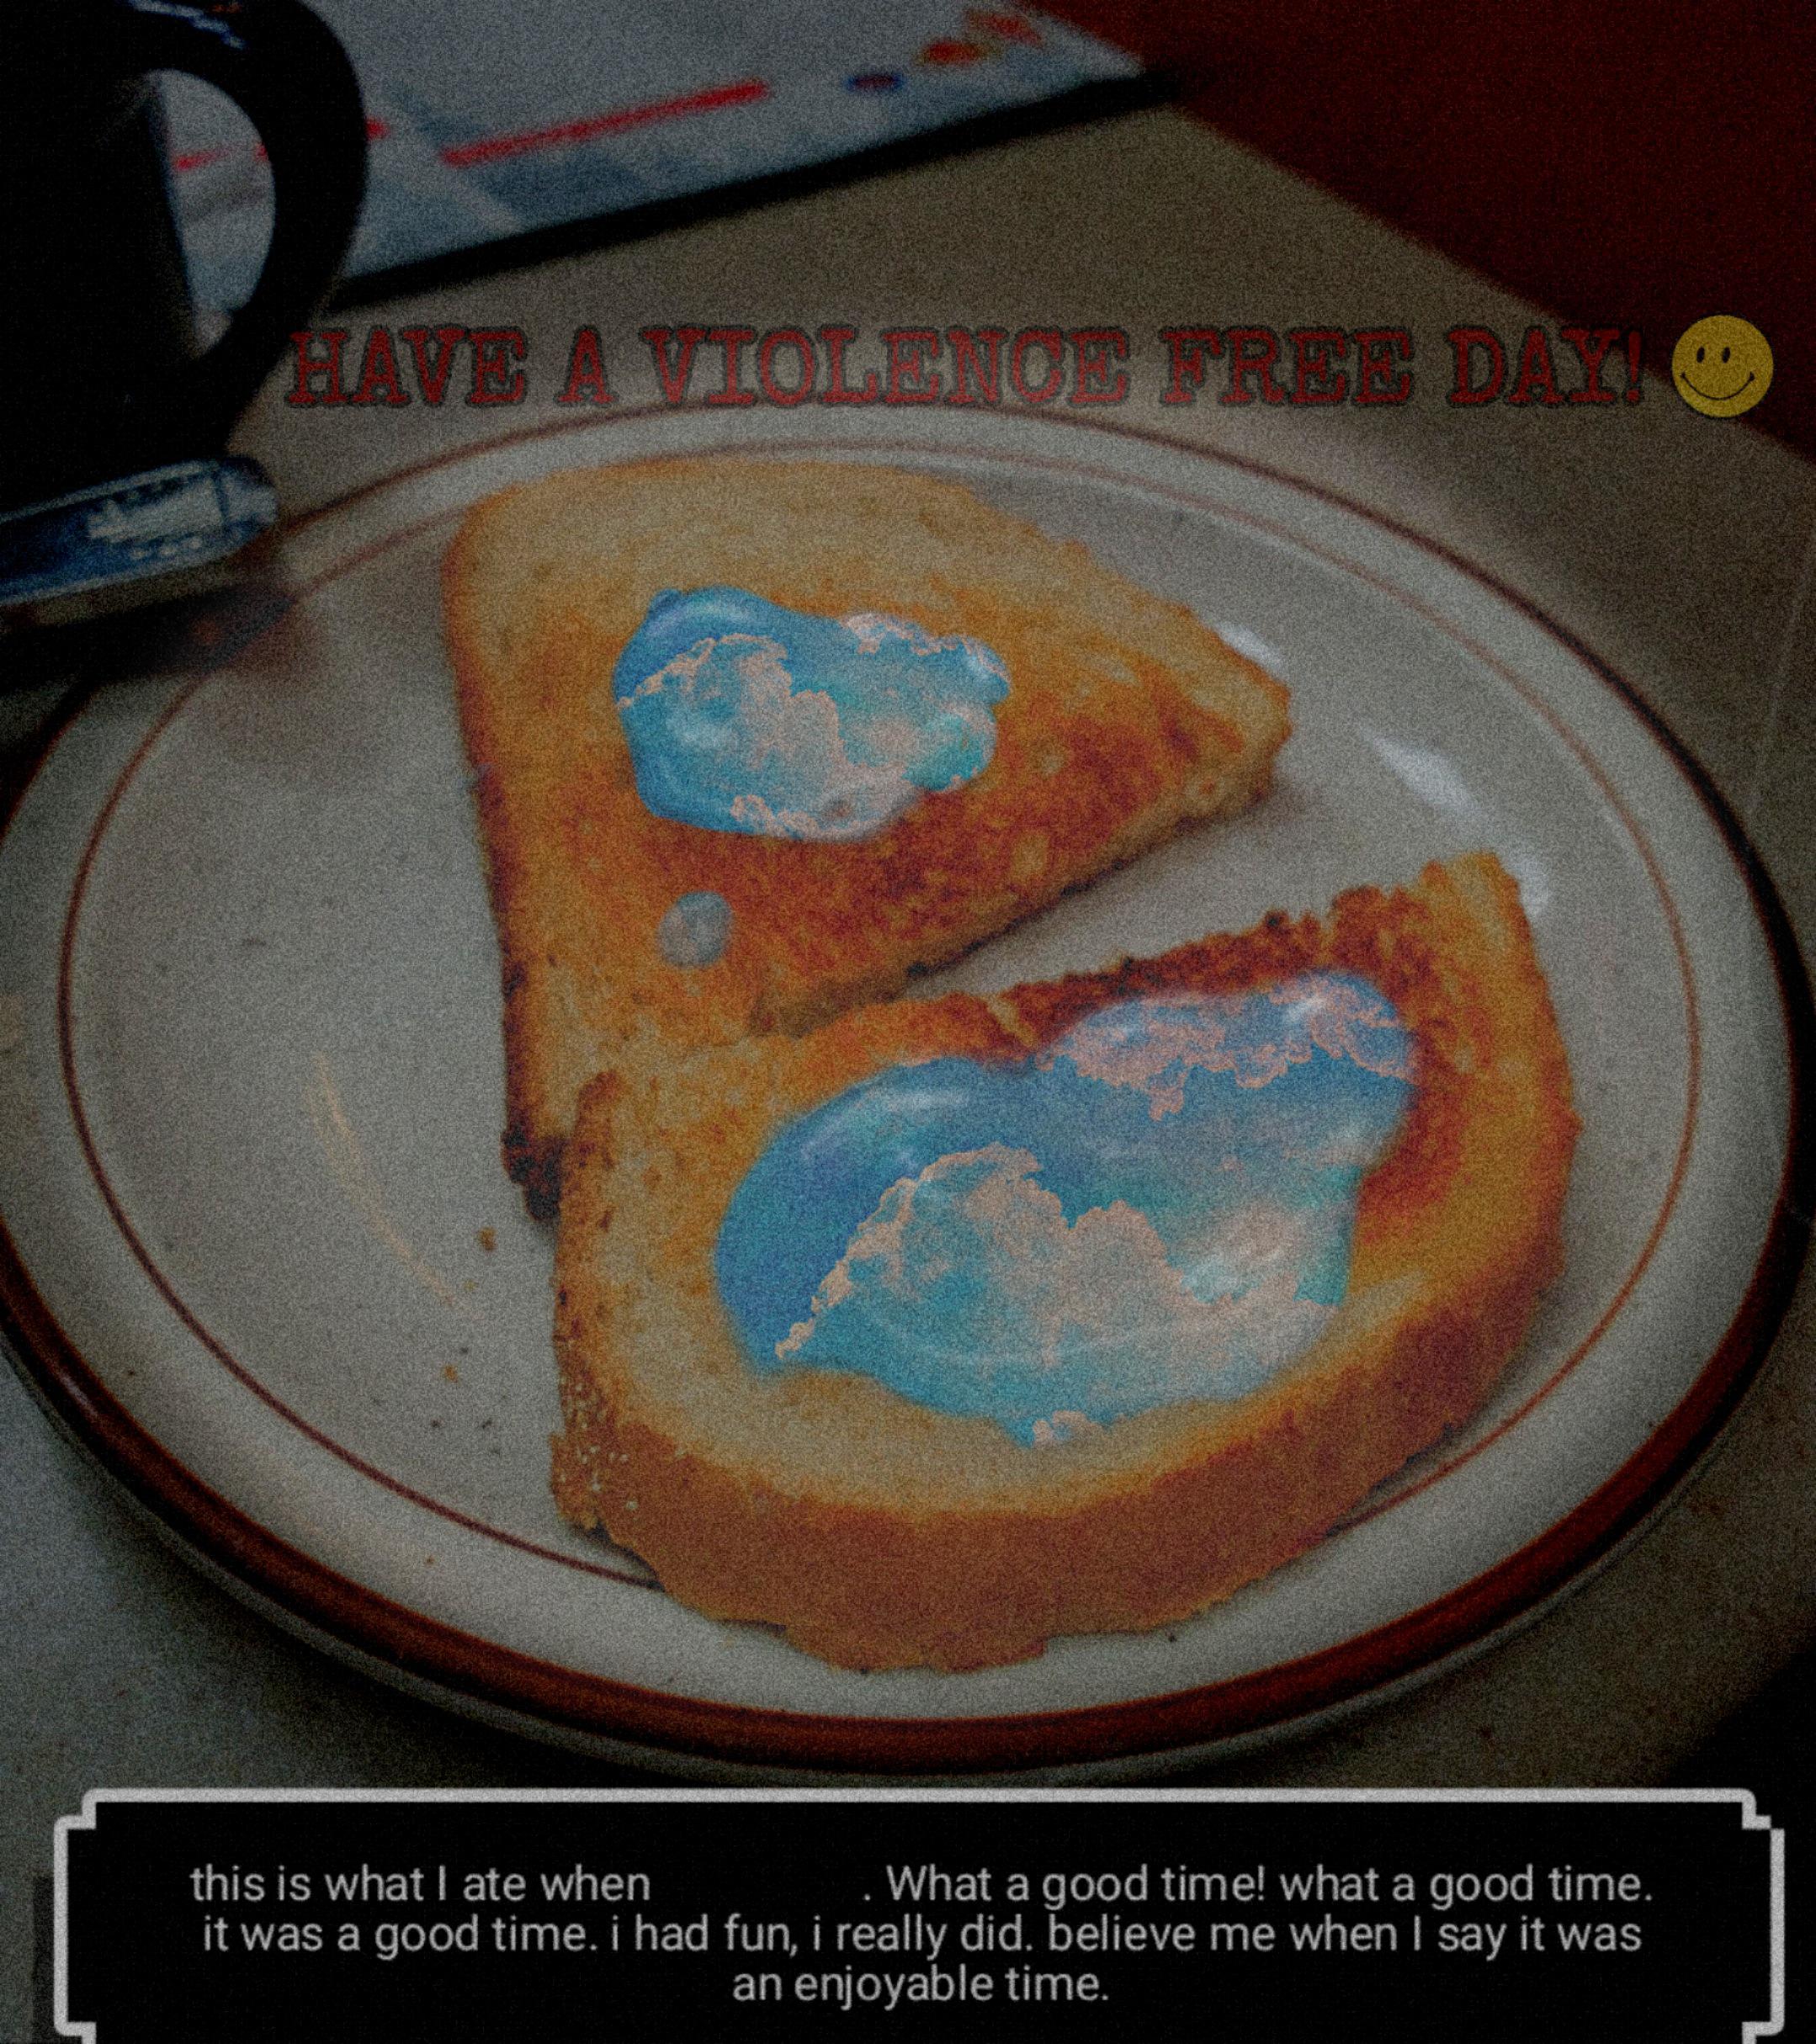 HAVE A VIOLENCE FREE DAY!
this is what I ate when . What a good time! what a good time.
it was a good time. i had fun, i really did. believe me when I say it was
an enjoyable time.